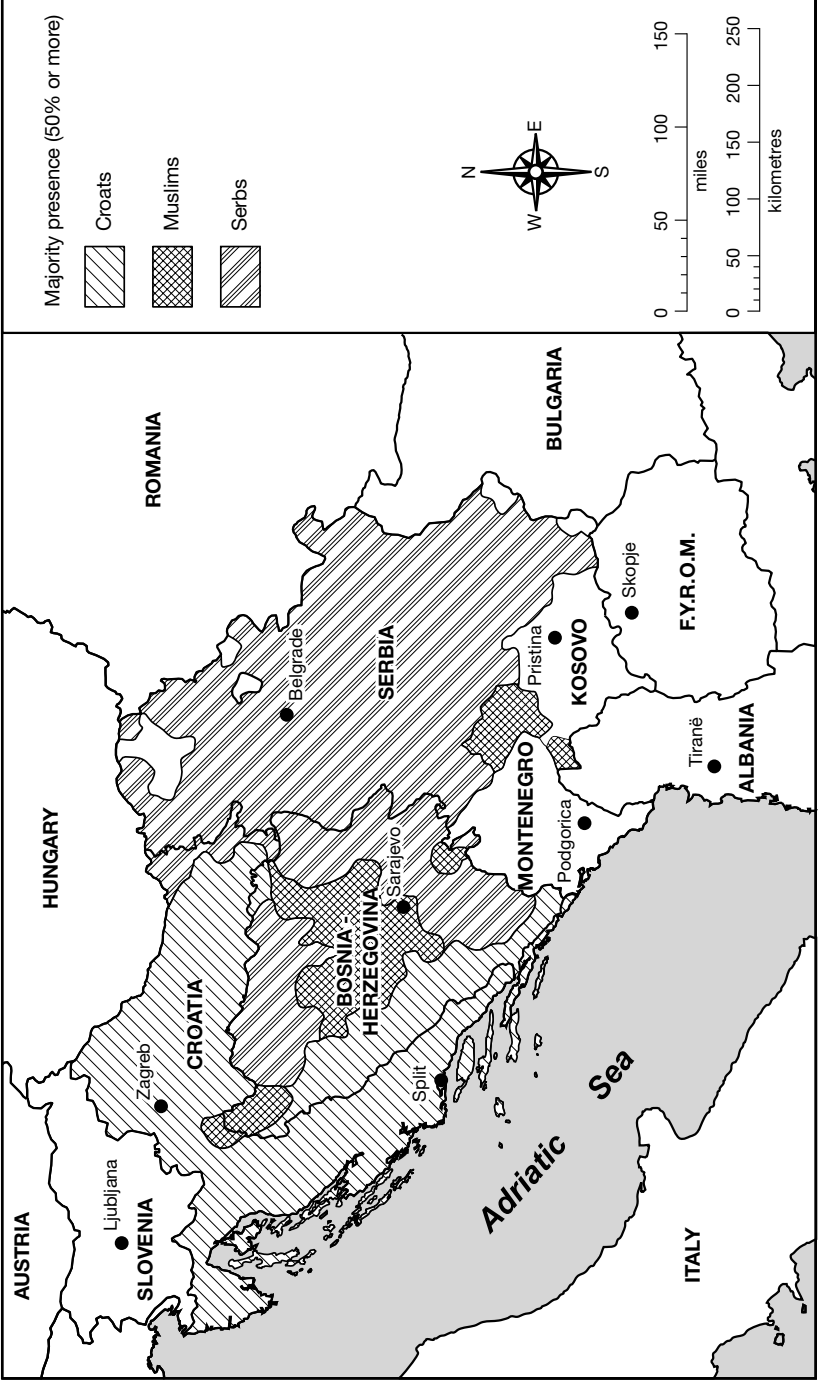 AUSTRIA
HUNGARY
ROMANIA
Ljubljana
SLOVENIA
Zagreb
CROATIA
Belgrade
SERBIA
BOSNIA -
HERZEGOVINA
Sarajevo
Split
BULGARIA
MONTENEGRO
Podgorica
Pristina
KOSOVO
Skopje
F.Y.R.O.M.
Tiranë
ALBANIA
Adriatic
Sea
ITALY
Majority presence (50% or more)
Croats
Muslims
Serbs
N
W
E
S
0 50 100 150
miles
0 50 100 150 200 250
kilometres